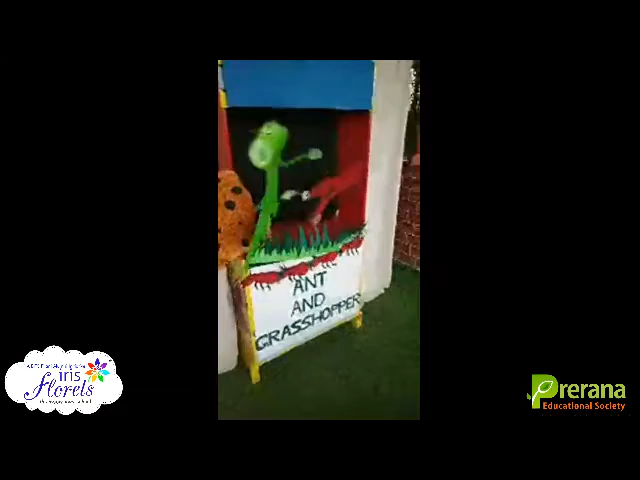 ANT
AND
GRASSHOPPER
IRIS
Florets
Prerana
Educational Society